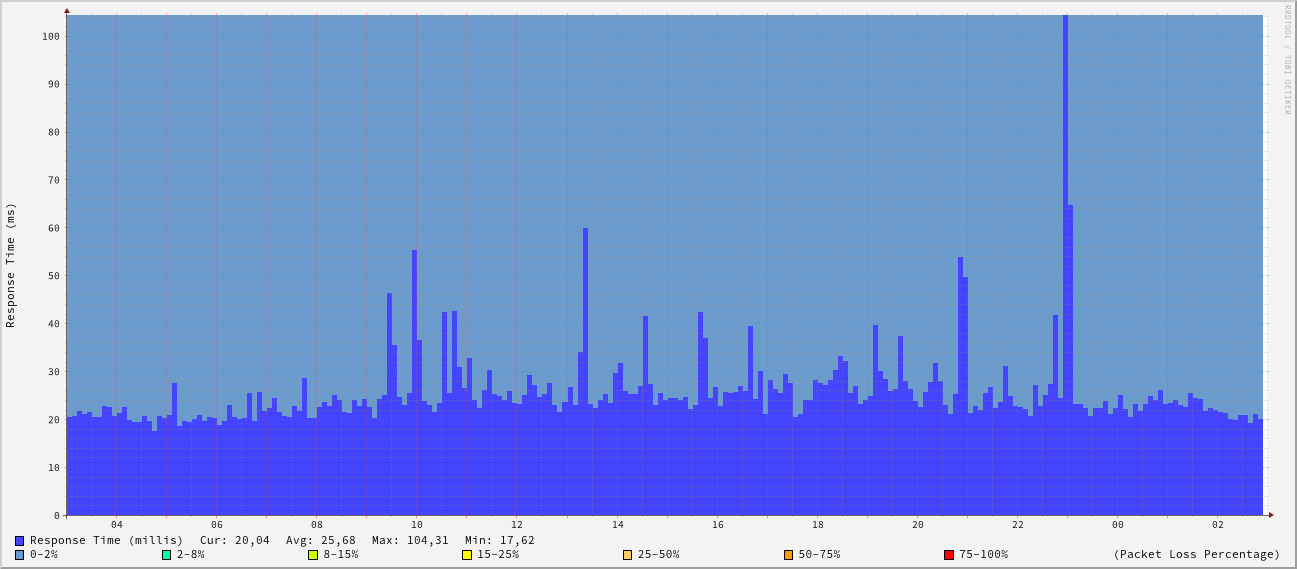 RRDTOOL / TOBI OETIKER
Response Time (ms)
100
90
80
70
60
50
40
30
20
10
0
04 06 08 10 12 14 16 18 20 22 00 02
Response Time (millis) Cur: 20,04 Avg: 25,68 Max: 104,31 Min: 17,62
0-2% 2-8% 8-15% 15-25% 25-50% 50-75% 75-100% (Packet Loss Percentage)